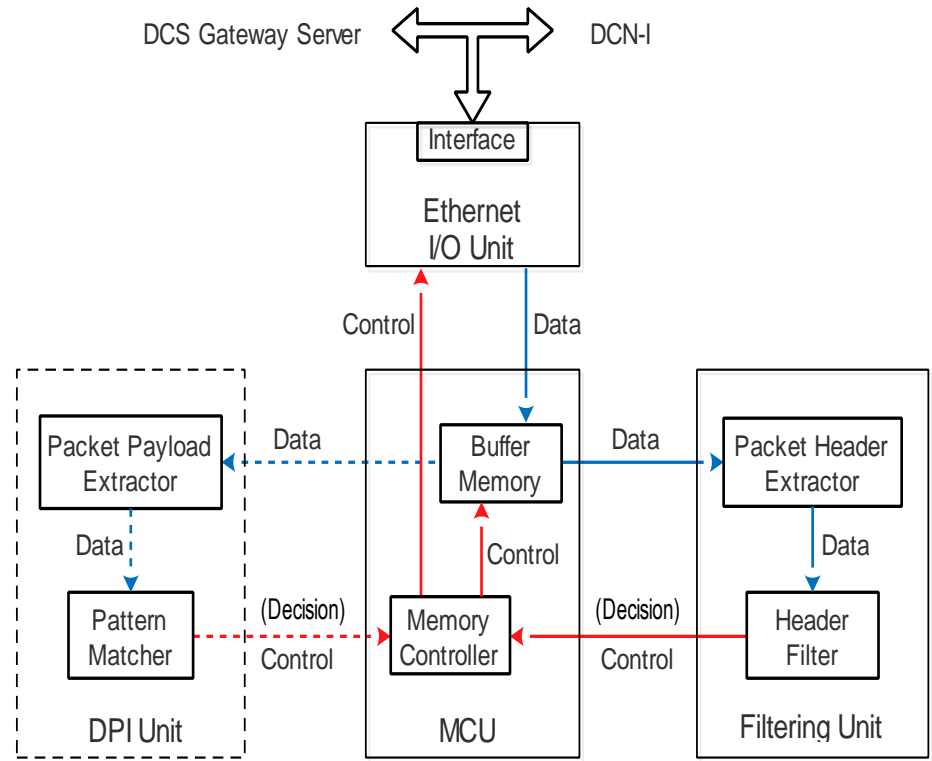 DCS Gateway Server
DCN-I
Interface
Ethernet
I/O Unit
Control
Data
Packet Payload
Extractor
Data
Buffer
Memory
Data
Packet Header
Extractor
Data
Control
Data
Pattern
Matcher
(Decision)
Control
Memory
Controller
(Decision)
Control
Header
Filter
DPI Unit
MCU
Filtering Unit